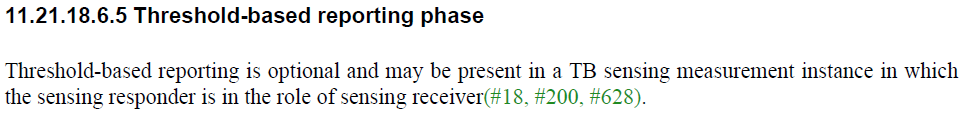 11.21.18.6.5 Threshold-based reporting phase
Threshold-based reporting is optional and may be present in a TB sensing measurement instance in which
the sensing responder is in the role of sensing receiver(#18, #200, #628).